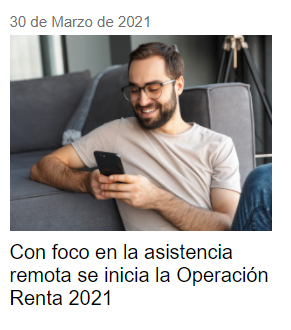 30 de Marzo de 2021
Con foco en la asistencia
remota se inicia la Operación
Renta 2021